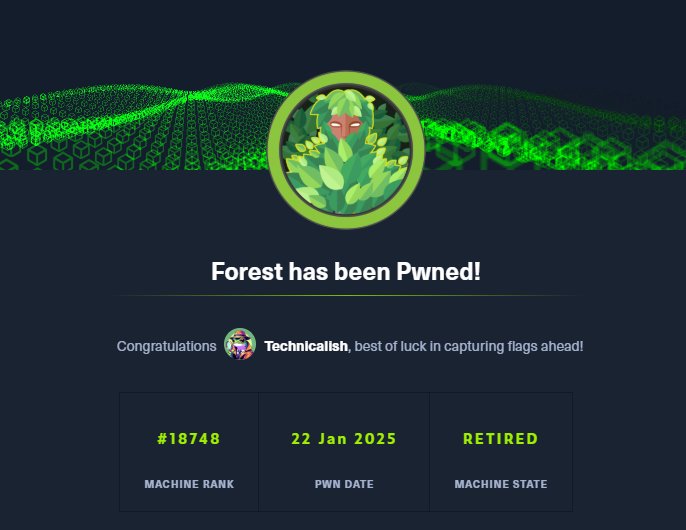 Forest has been Pwned!
Congratulations Technicalish, best of luck in capturing flags ahead!
#18748 22 Jan 2025 RETIRED
MACHINE RANK PWN DATE MACHINE STATE